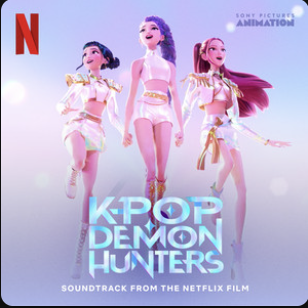 N
SONY PICTURES
ANIMATION
K-POP
DEMON
HUNTERS
SOUNDTRACK FROM THE NETFLIX FILM